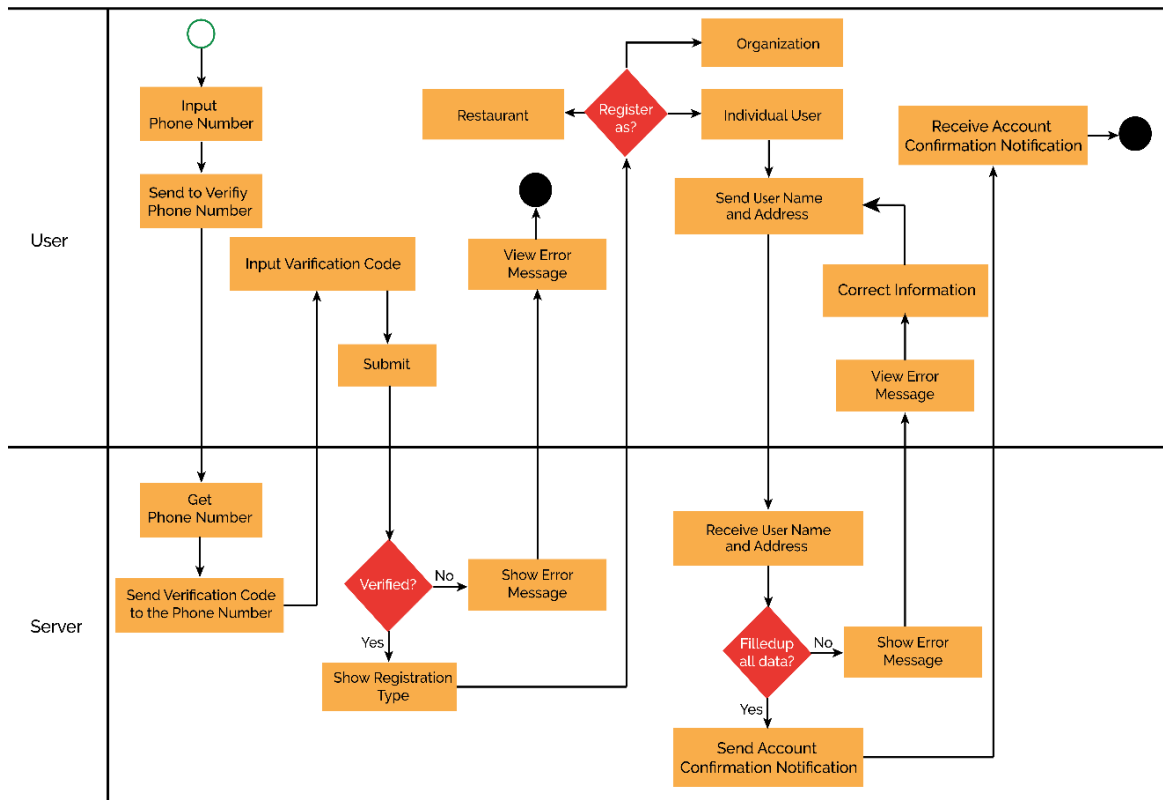 User
Input
Phone Number
Send to Verifiy
Phone Number
Input Varification Code
Submit
View Error
Message
Restaurant
Register
as?
Organization
Individual User
Send User Name
and Address
Receive Account
Confirmation Notification
Correct Information
View Error
Message
Server
Get
Phone Number
Send Verification Code
to the Phone Number
Verified?
No
Show Error
Message
Yes
Show Registration
Type
Receive User Name
and Address
Filledup
all data?
No
Show Error
Message
Yes
Send Account
Confirmation Notification